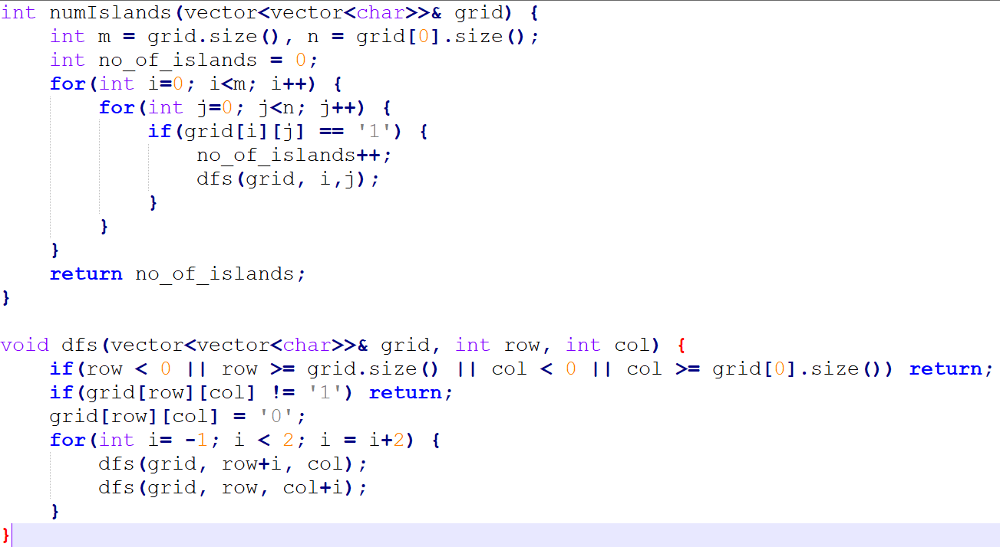 int numIslands(vector<vector<char>>& grid) {
    int m = grid.size(), n = grid[0].size();
    int no_of_islands = 0;
    for(int i=0; i<m; i++) {
        for(int j=0; j<n; j++) {
            if(grid[i][j] == '1') {
                no_of_islands++;
                dfs(grid, i,j);
            }
        }
    }
    return no_of_islands;
}

void dfs(vector<vector<char>>& grid, int row, int col) {
    if(row < 0 || row >= grid.size() || col < 0 || col >= grid[0].size()) return;
    if(grid[row][col] != '1') return;
    grid[row][col] = '0';
    for(int i= -1; i < 2; i = i+2) {
        dfs(grid, row+i, col);
        dfs(grid, row, col+i);
    }
}